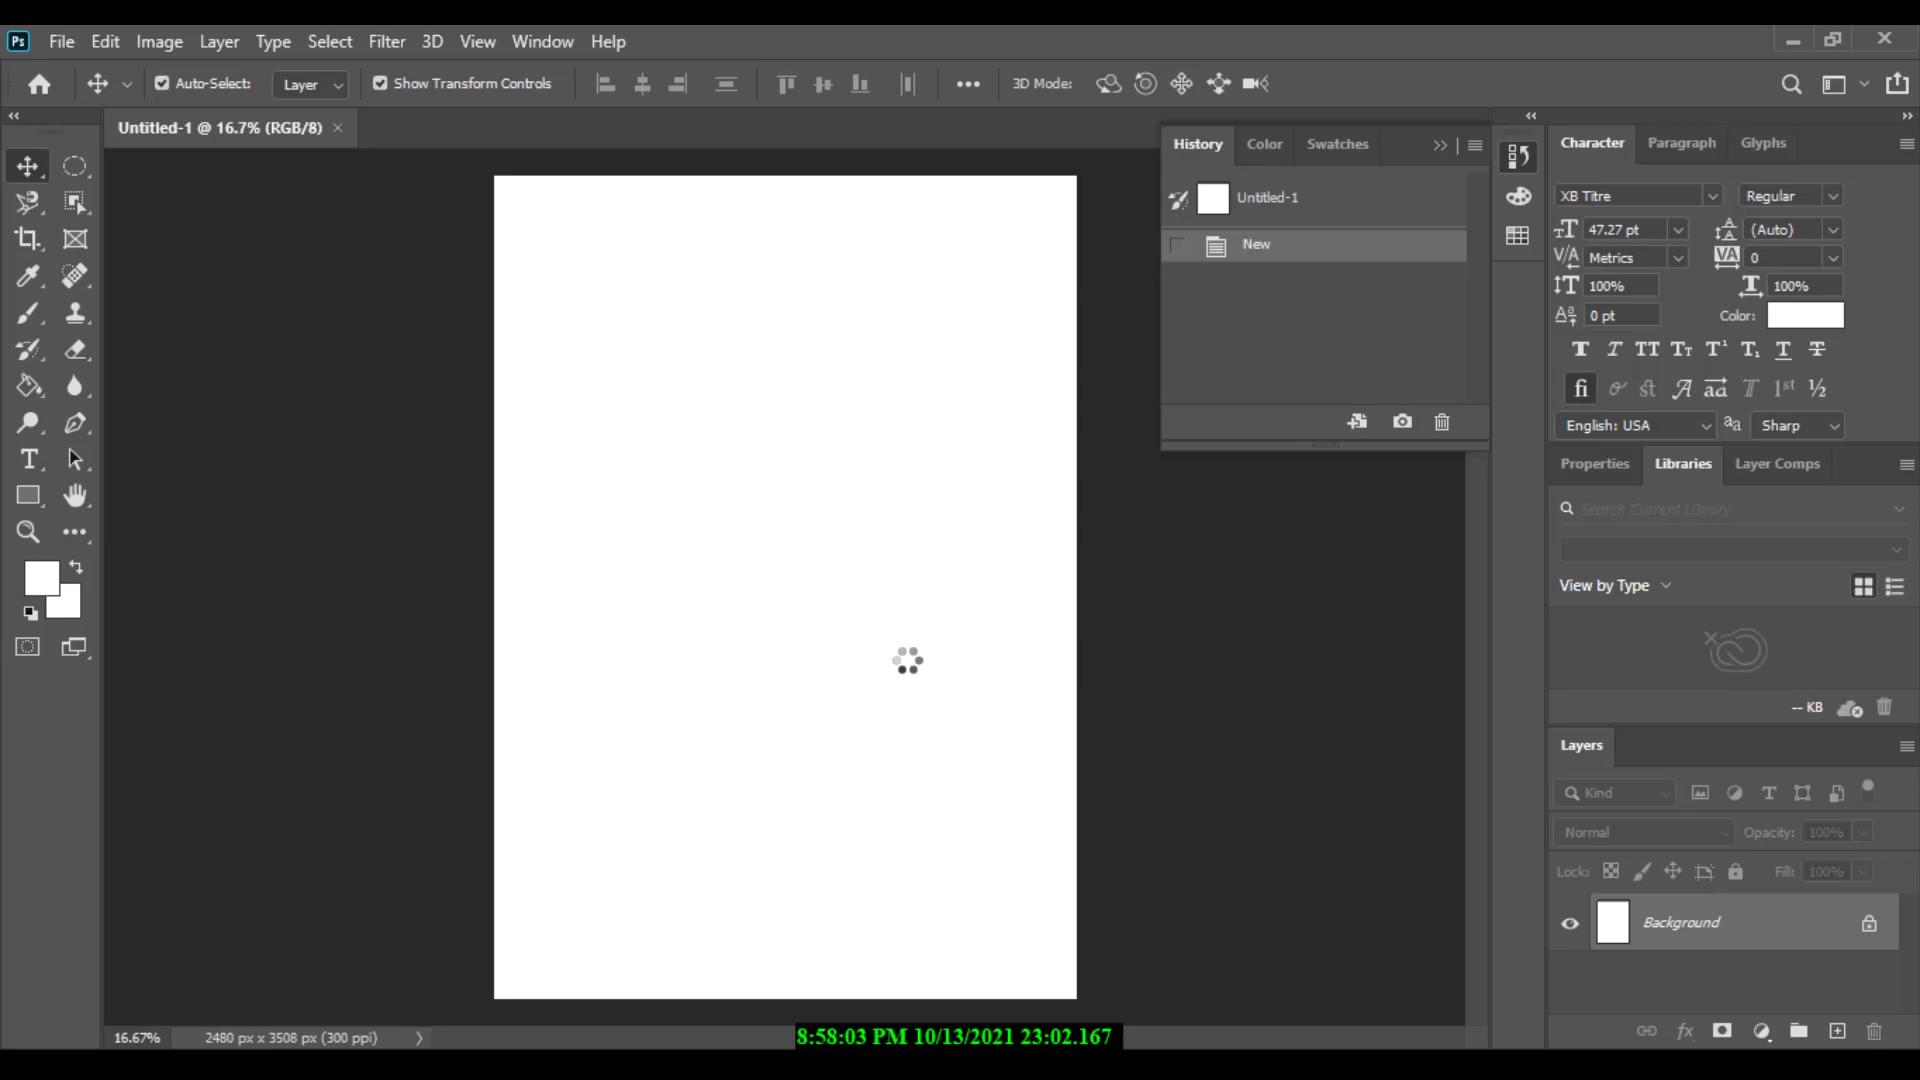 Ps File Edit Image Layer Type Select Filter 3D View Window Help
Auto-Select: Layer Show Transform Controls 3D Mode:
Untitled-1 @ 16.7% (RGB/8)
History Color Swatches
Untitled-1
New
Character Paragraph Glyphs
XB Titre Regular
47.27 pt (Auto)
Metrics 0
100% 100%
0 pt Color:
English: USA Sharp
Properties Libraries Layer Comps
Search Current Library
View by Type
-- KB
Layers
Kind
Normal Opacity: 100%
Lock: Fill: 100%
Background
16.67% 2480 px x 3508 px (300 ppi)
8:58:03 PM 10/13/2021 23:02.167